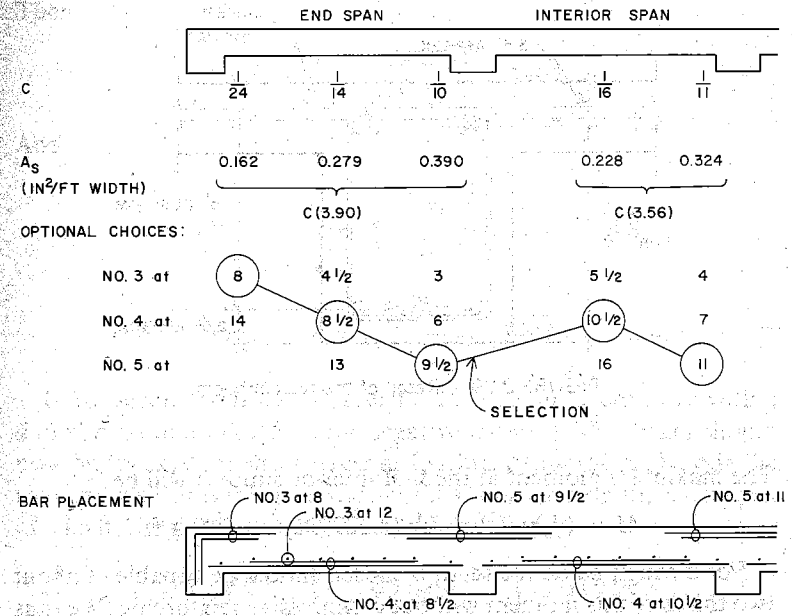 END SPAN INTERIOR SPAN
C 1/24 1/14 1/10 1/16 1/11
As 0.162 0.279 0.390 0.228 0.324
(IN²/FT WIDTH)
C(3.90) C(3.56)
OPTIONAL CHOICES:
NO. 3 at 8 4 1/2 3 5 1/2 4
NO. 4 at 14 8 1/2 6 10 1/2 7
NO. 5 at 13 9 1/2 16 11
SELECTION
BAR PLACEMENT NO. 3 at 8 NO. 5 at 9 1/2 NO. 5 at 11
NO. 3 at 12
NO. 4 at 8 1/2 NO. 4 at 10 1/2